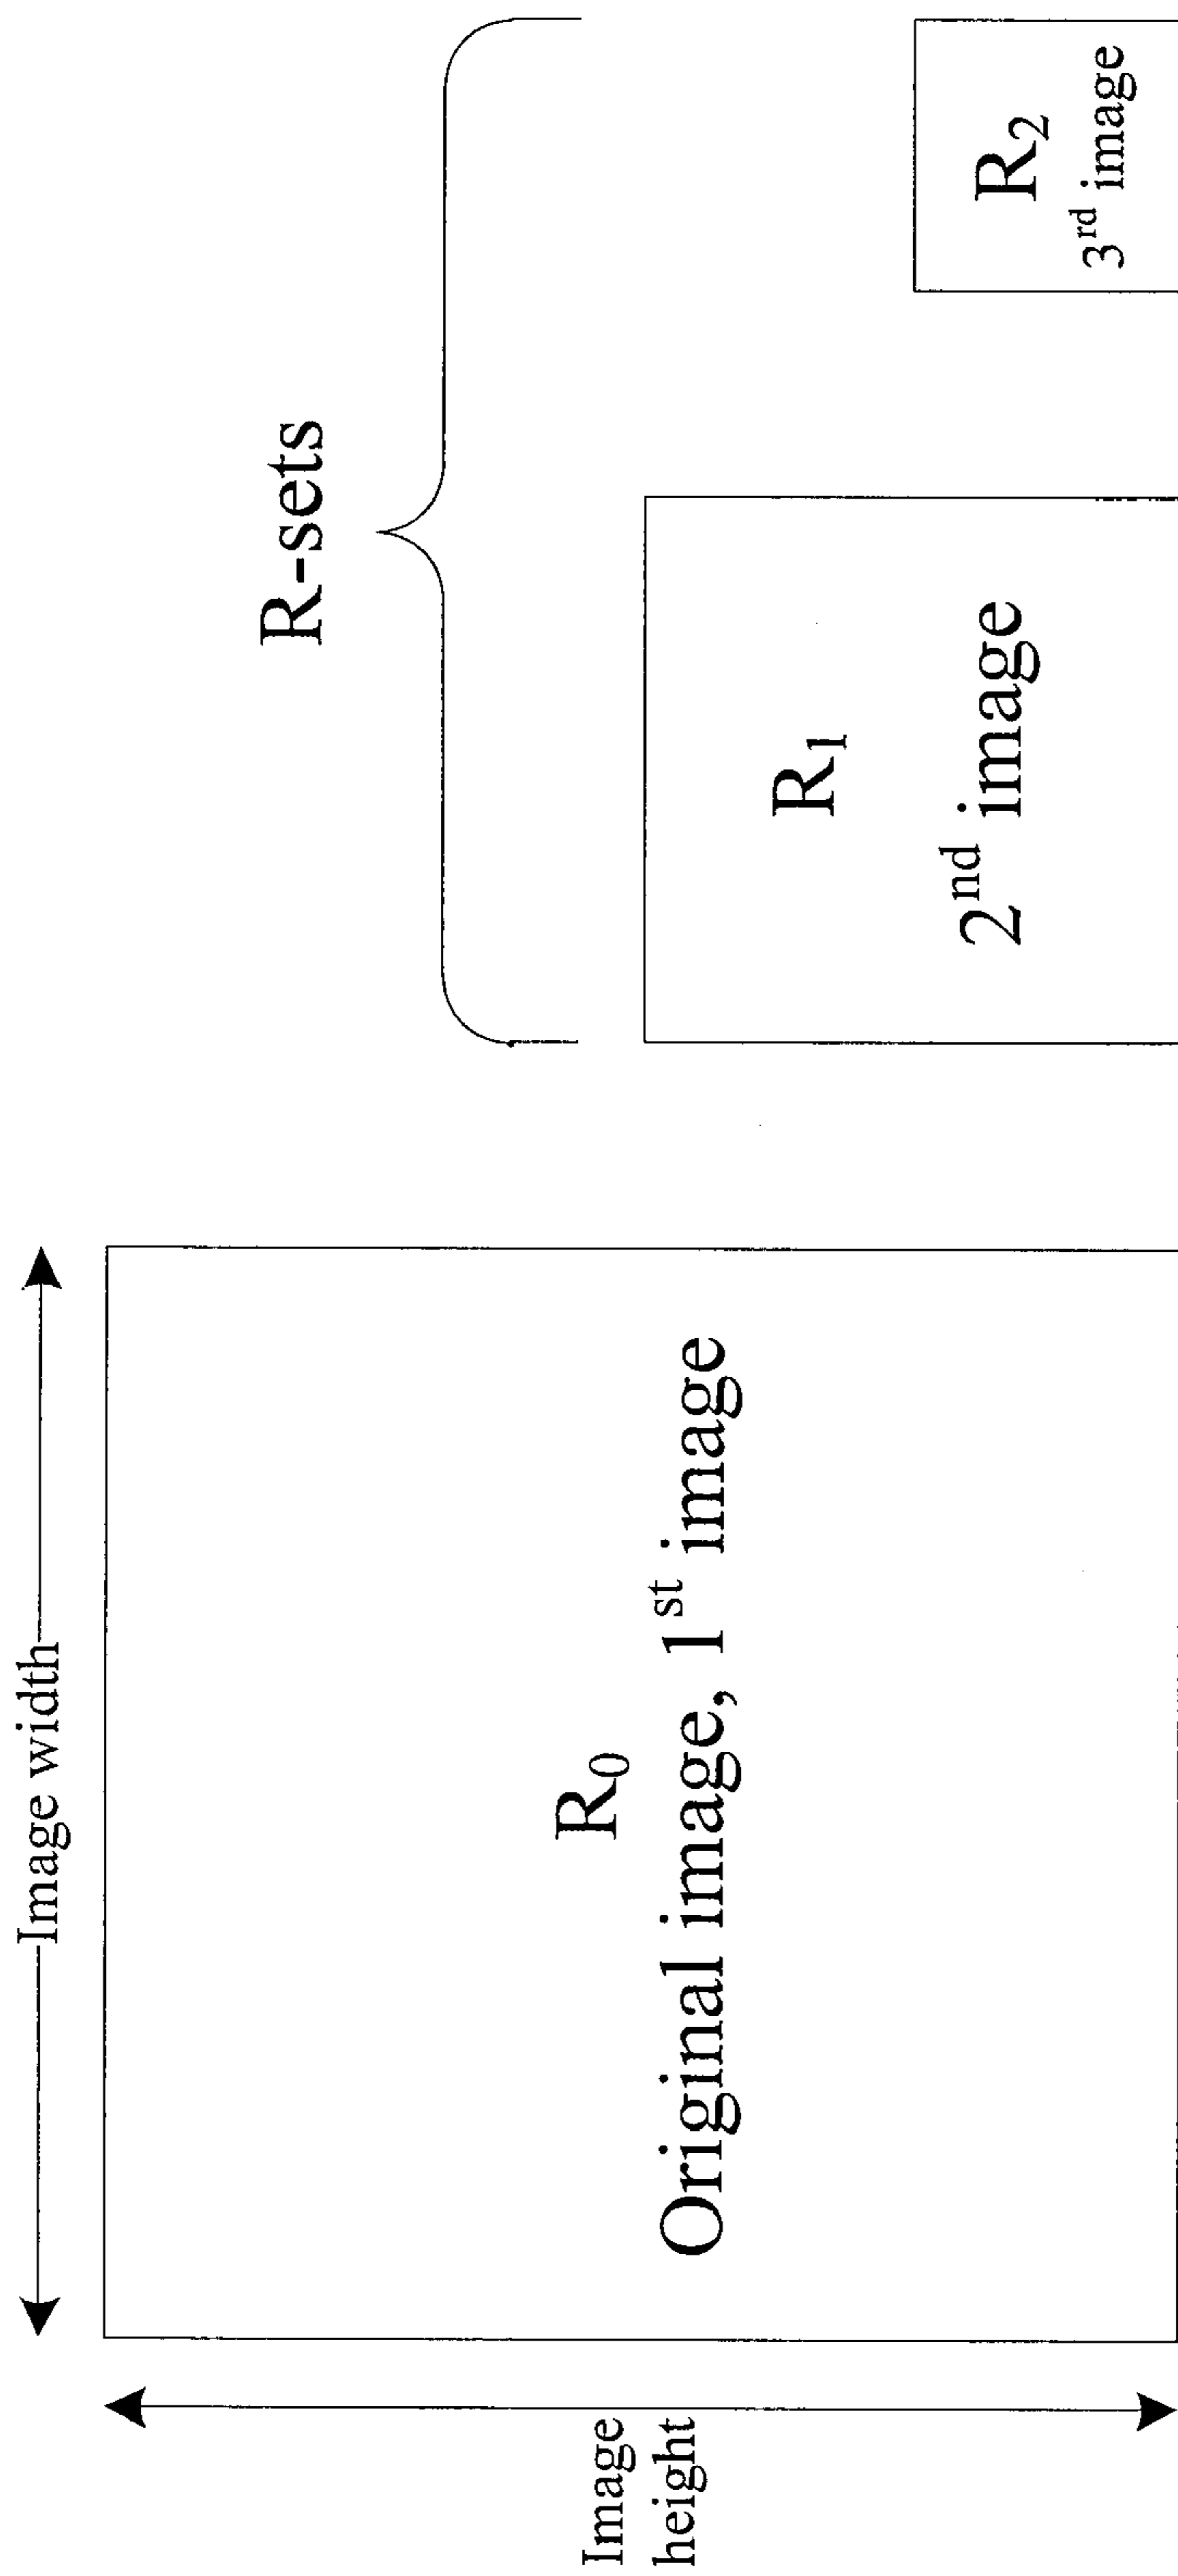 Image width
R-sets
Image
height
R₀
Original image, 1ˢᵗ image
R₁
2ⁿᵈ image
R₂
3ʳᵈ image